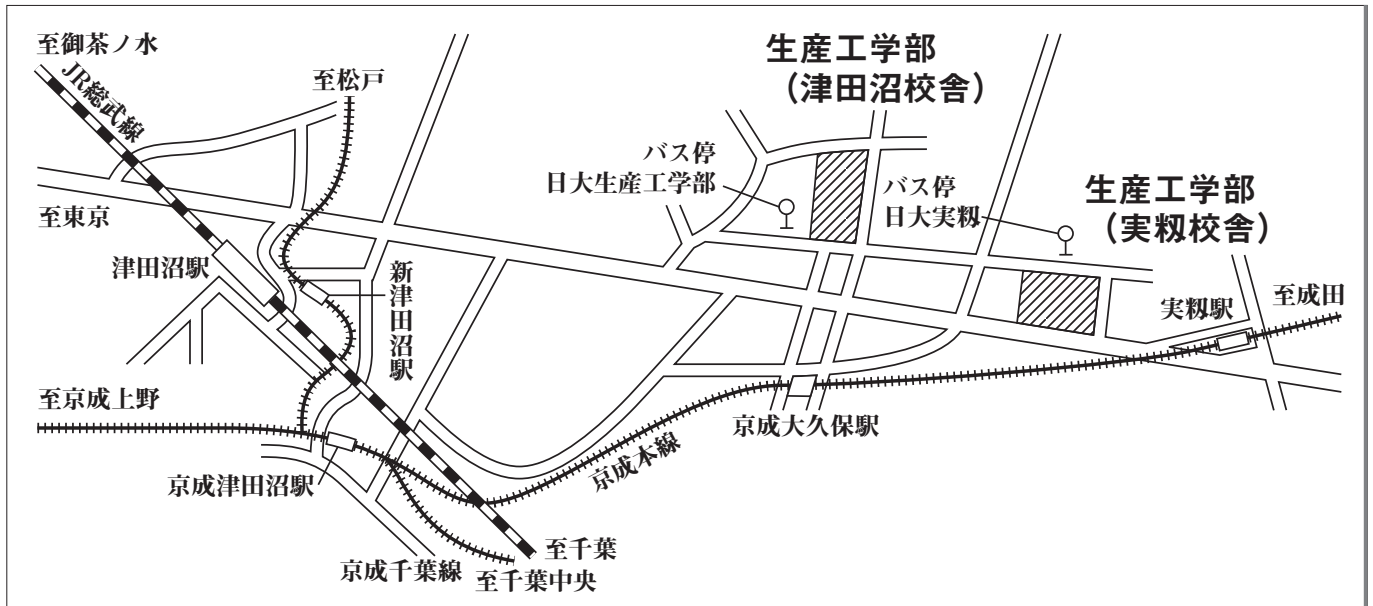 至御茶ノ水
JR総武線
至松戸
生産工学部
（津田沼校舎）
バス停
日大生産工学部
バス停
日大実籾
生産工学部
（実籾校舎）
至東京
津田沼駅
新津田沼駅
実籾駅
至成田
至京成上野
京成大久保駅
京成本線
京成津田沼駅
京成千葉線
至千葉
至千葉中央